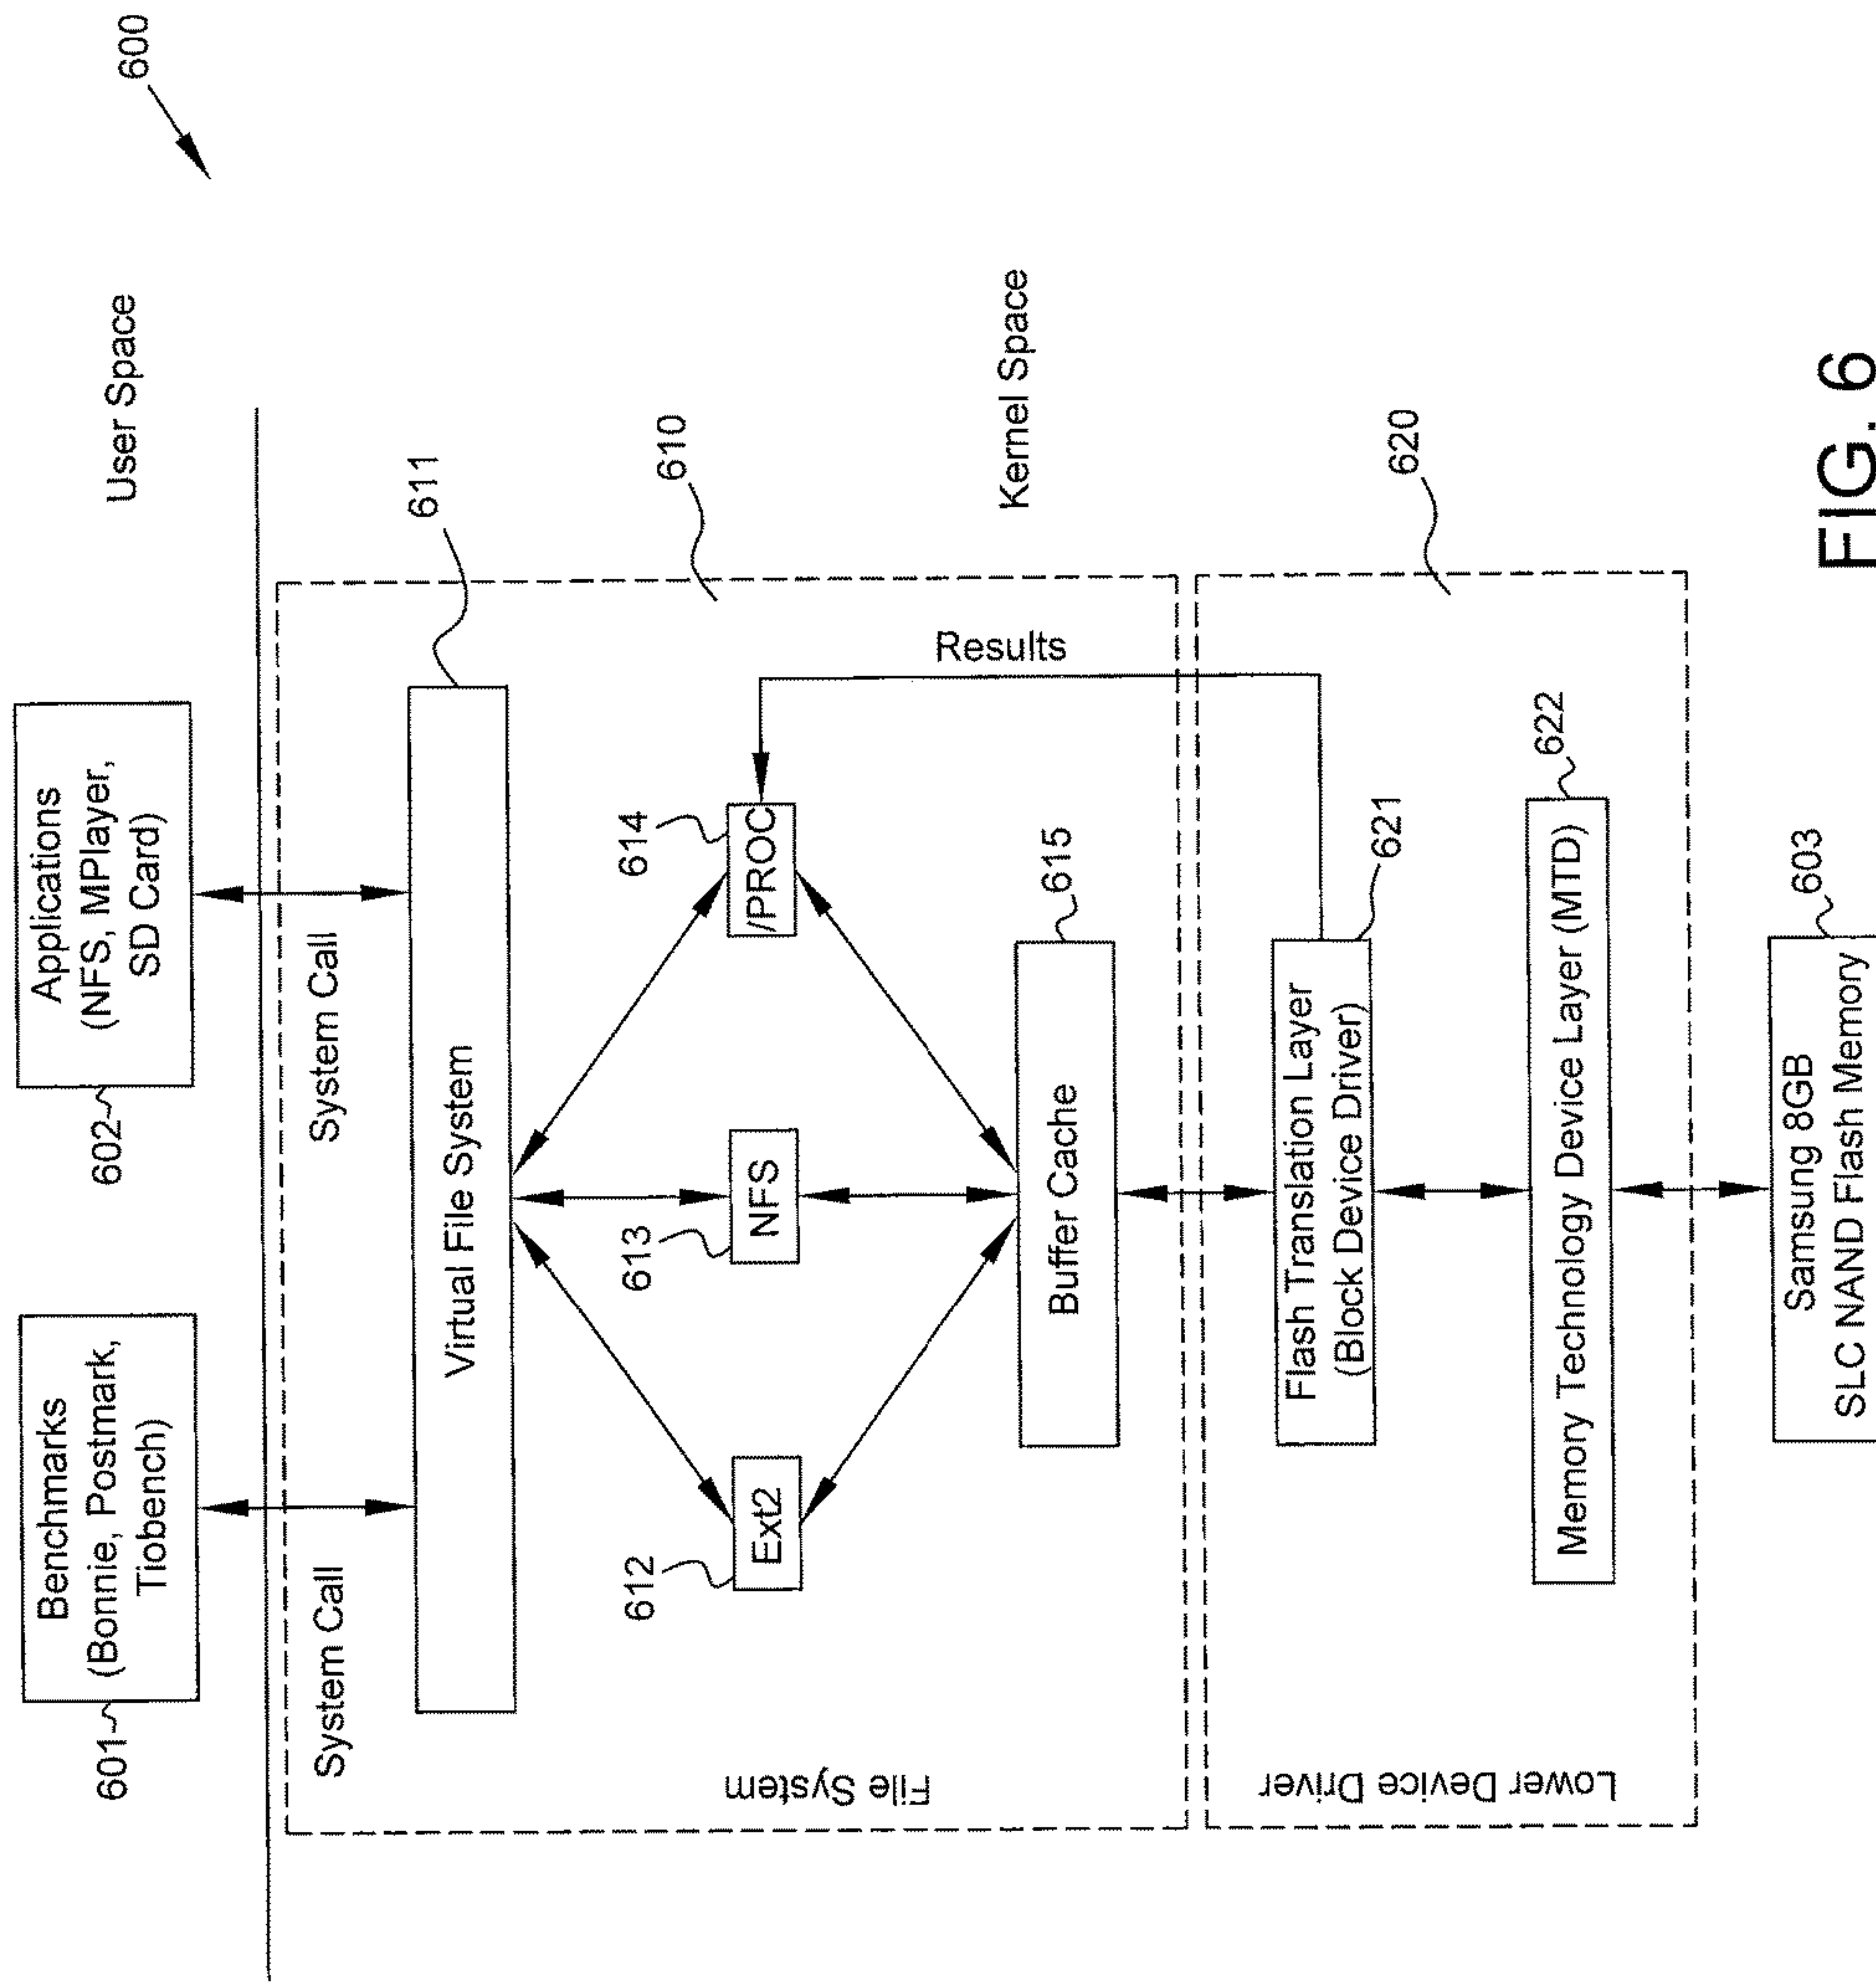 600
User Space
Benchmarks
(Bonnie, Postmark,
Tiobench)
601
Applications
(NFS, MPlayer,
SD Card)
602
System Call
System Call
611
Virtual File System
610
612
Ext2
613
NFS
614
/PROC
Results
File System
Kernel Space
615
Buffer Cache
620
Flash Translation Layer
(Block Device Driver)
621
Lower Device Driver
622
Memory Technology Device Layer (MTD)
603
Samsung 8GB
SLC NAND Flash Memory
FIG. 6